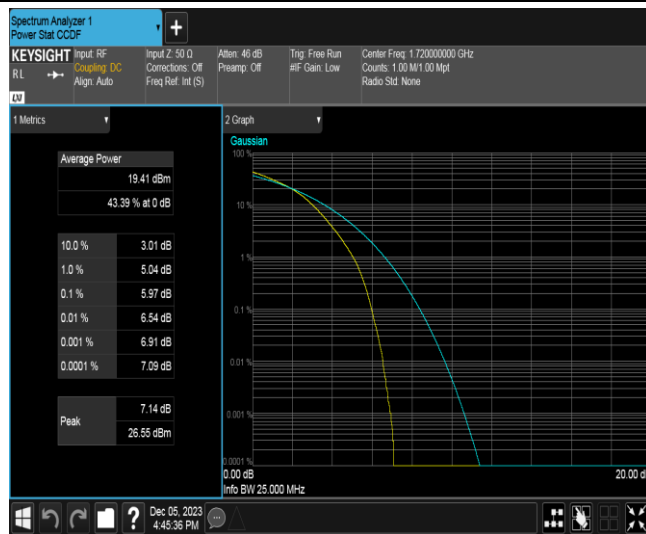 Spectrum Analyzer 1
Power Stat CCDF
+
KEYSIGHT
RL
LXI
Input: RF
Coupling: DC
Align: Auto
Input Z: 50 Ω
Corrections: Off
Freq Ref: Int (S)
Atten: 46 dB
Preamp: Off
Trig: Free Run
#IF Gain: Low
Center Freq: 1.720000000 GHz
Counts: 1.00 M/1.00 Mpt
Radio Std: None
1 Metrics
Average Power
19.41 dBm
43.39 % at 0 dB
10.0 % 3.01 dB
1.0 % 5.04 dB
0.1 % 5.97 dB
0.01 % 6.54 dB
0.001 % 6.91 dB
0.0001 % 7.09 dB
Peak
7.14 dB
26.55 dBm
2 Graph
Gaussian
100 %
10 %
1 %
0.1 %
0.01 %
0.001 %
0.0001 %
0.00 dB 20.00 d
Info BW 25.000 MHz
?
Dec 05, 2023
4:45:36 PM